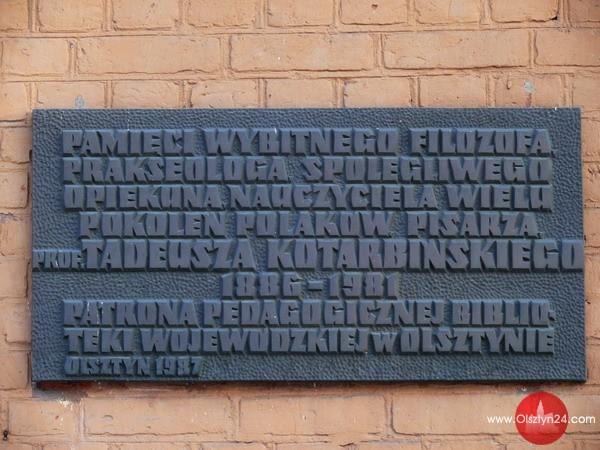 PAMIĘCI WYBITNEGO FILOZOFA
PRAKSEOLOGA SPOLEGLIWEGO
OPIEKUNA NAUCZYCIELA WIELU
POKOLEŃ POLAKÓW PISARZA
PROF. TADEUSZA KOTARBIŃSKIEGO
1886-1981
PATRONA PEDAGOGICZNEJ BIBLIO-
TEKI WOJEWÓDZKIEJ W OLSZTYNIE
OLSZTYN 1987
www.Olsztyn24.com